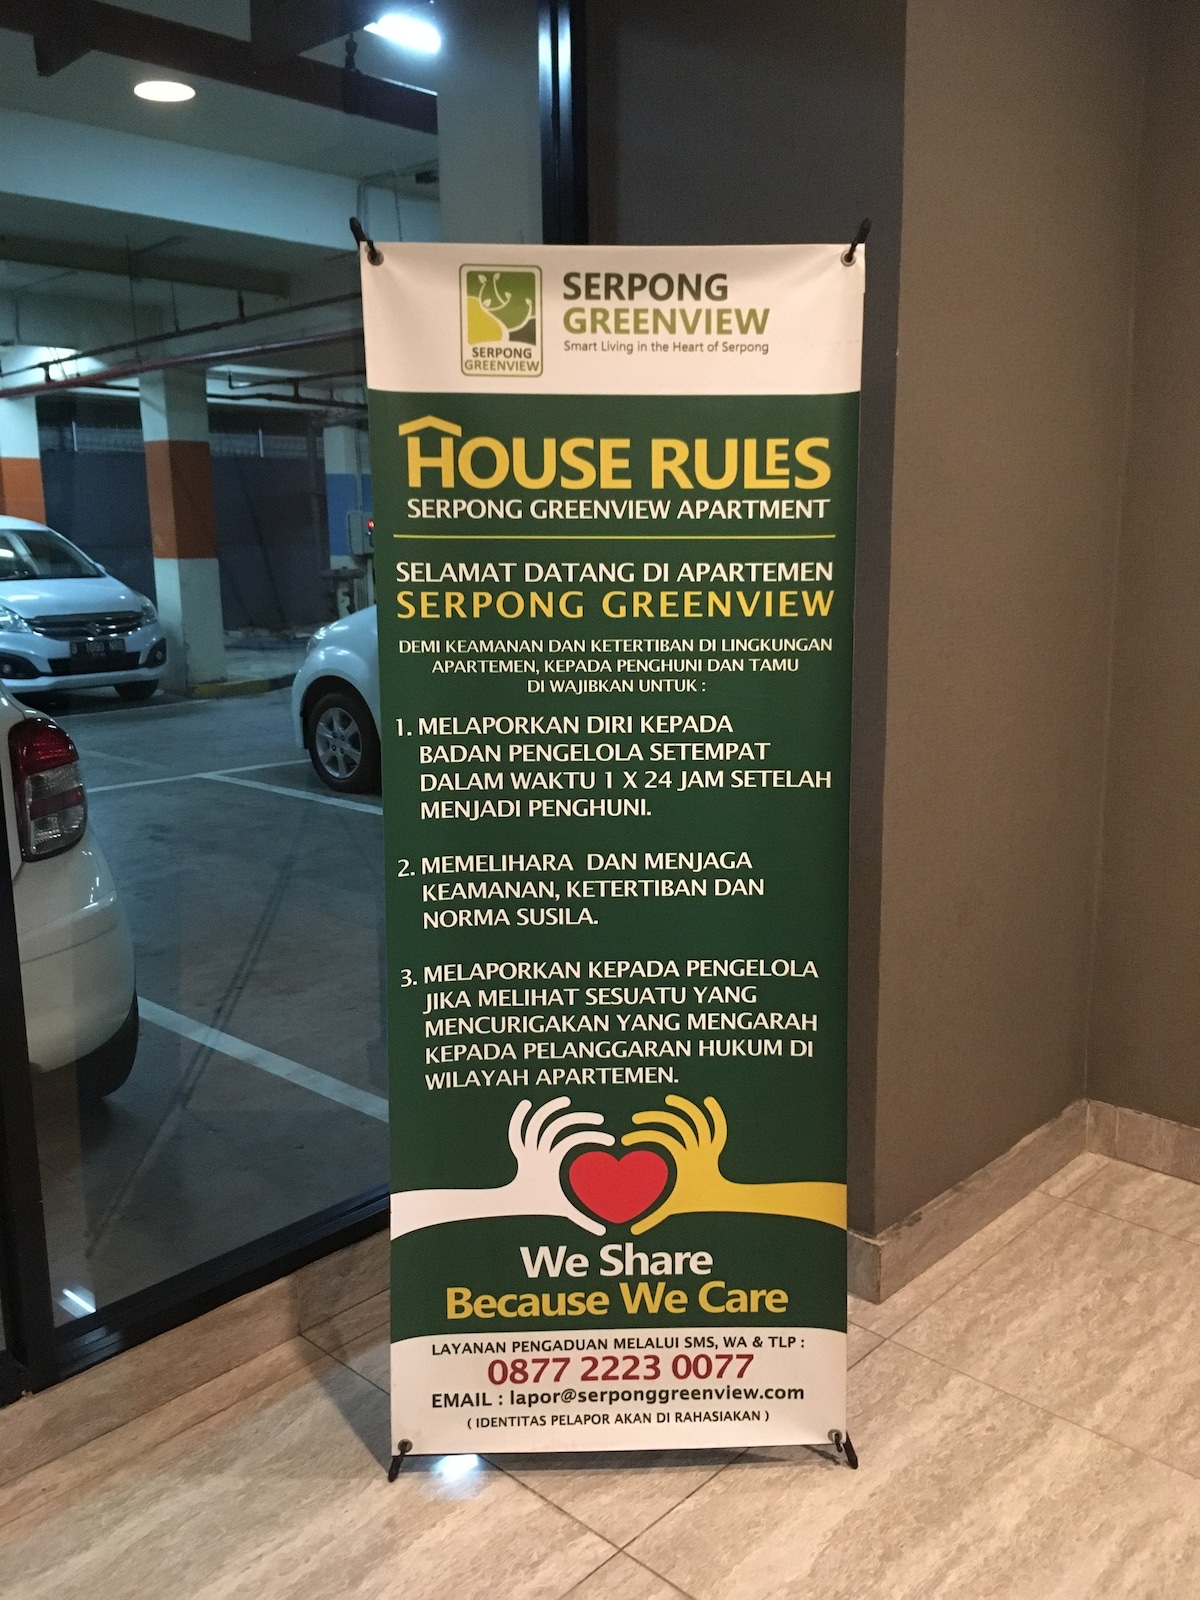 SERPONG
GREENVIEW
SERPONG
GREENVIEW
Smart Living in the Heart of Serpong
HOUSE RULES
SERPONG GREENVIEW APARTMENT
SELAMAT DATANG DI APARTEMEN
SERPONG GREENVIEW
DEMI KEAMANAN DAN KETERTIBAN DI LINGKUNGAN
APARTEMEN, KEPADA PENGHUNI DAN TAMU
DI WAJIBKAN UNTUK :
1. MELAPORKAN DIRI KEPADA
BADAN PENGELOLA SETEMPAT
DALAM WAKTU 1 X 24 JAM SETELAH
MENJADI PENGHUNI.
2. MEMELIHARA DAN MENJAGA
KEAMANAN, KETERTIBAN DAN
NORMA SUSILA.
3. MELAPORKAN KEPADA PENGELOLA
JIKA MELIHAT SESUATU YANG
MENCURIGAKAN YANG MENGARAH
KEPADA PELANGGARAN HUKUM DI
WILAYAH APARTEMEN.
We Share
Because We Care
LAYANAN PENGADUAN MELALUI SMS, WA & TLP :
0877 2223 0077
EMAIL : lapor@serponggreenview.com
( IDENTITAS PELAPOR AKAN DI RAHASIAKAN )